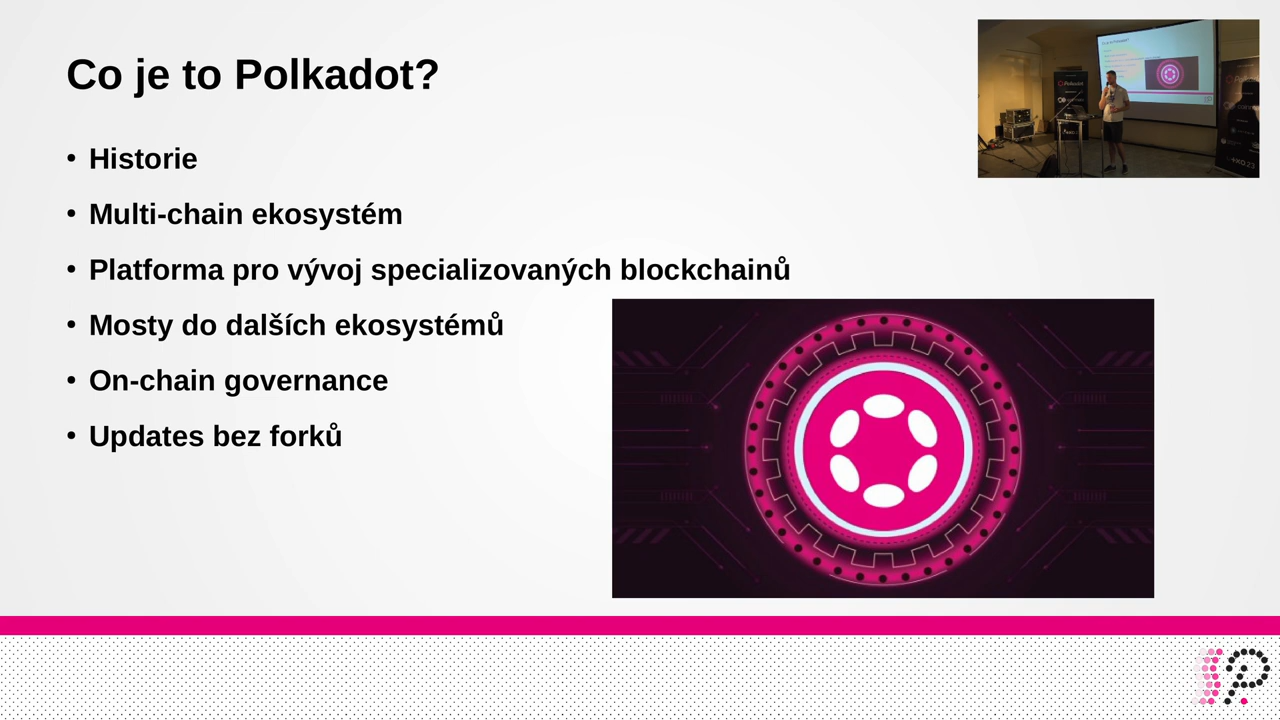 Co je to Polkadot?
• Historie
• Multi-chain ekosystém
• Platforma pro vývoj specializovaných blockchainů
• Mosty do dalších ekosystémů
• On-chain governance
• Updates bez forků